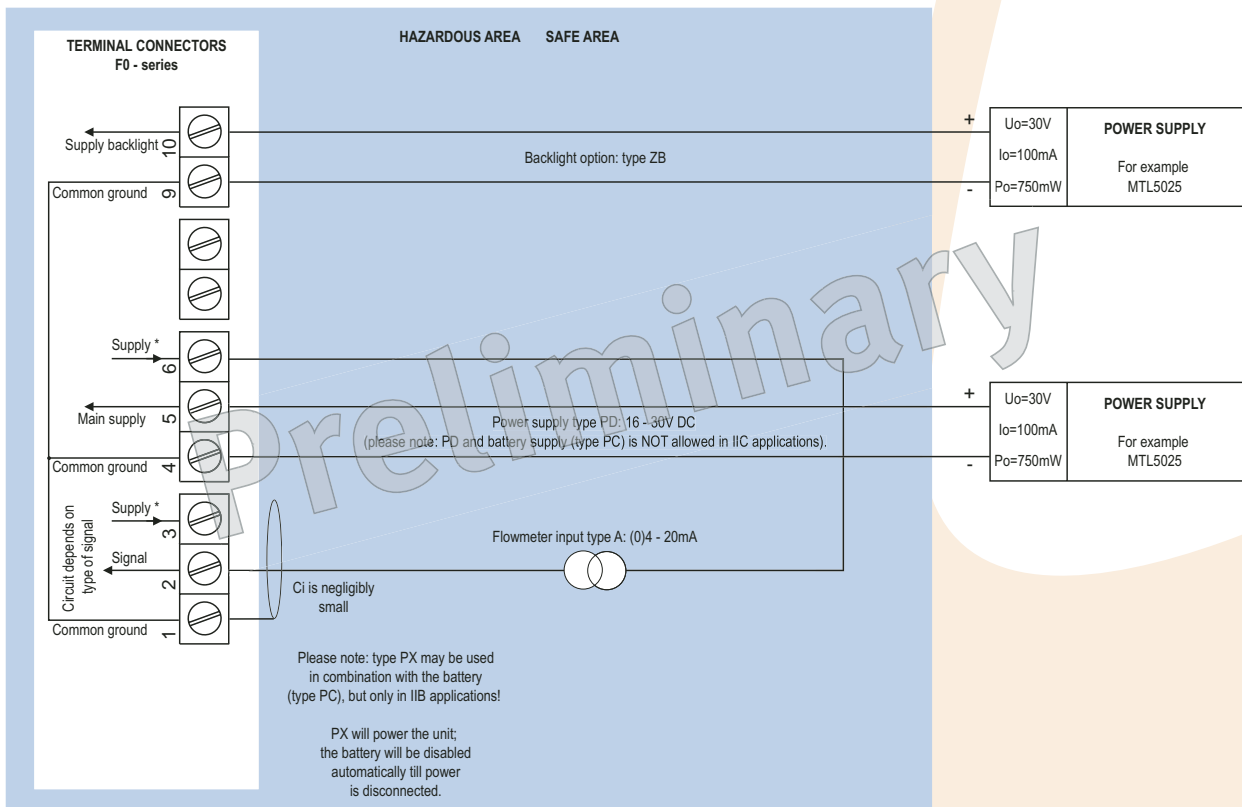 TERMINAL CONNECTORS
F0 - series
HAZARDOUS AREA SAFE AREA
Supply backlight
10
Common ground
9
Backlight option: type ZB
+
-
Uo=30V
Io=100mA
Po=750mW
POWER SUPPLY
For example
MTL5025
Supply *
6
Main supply
5
Common ground
4
Power supply type PD: 16 - 30V DC
(please note: PD and battery supply (type PC) is NOT allowed in IIC applications).
+
-
Uo=30V
Io=100mA
Po=750mW
POWER SUPPLY
For example
MTL5025
Circuit depends on
type of signal
Supply *
3
Signal
2
Common ground
1
Flowmeter input type A: (0)4 - 20mA
Ci is negligibly
small
Please note: type PX may be used
in combination with the battery
(type PC), but only in IIB applications!
PX will power the unit;
the battery will be disabled
automatically till power
is disconnected.
Preliminary